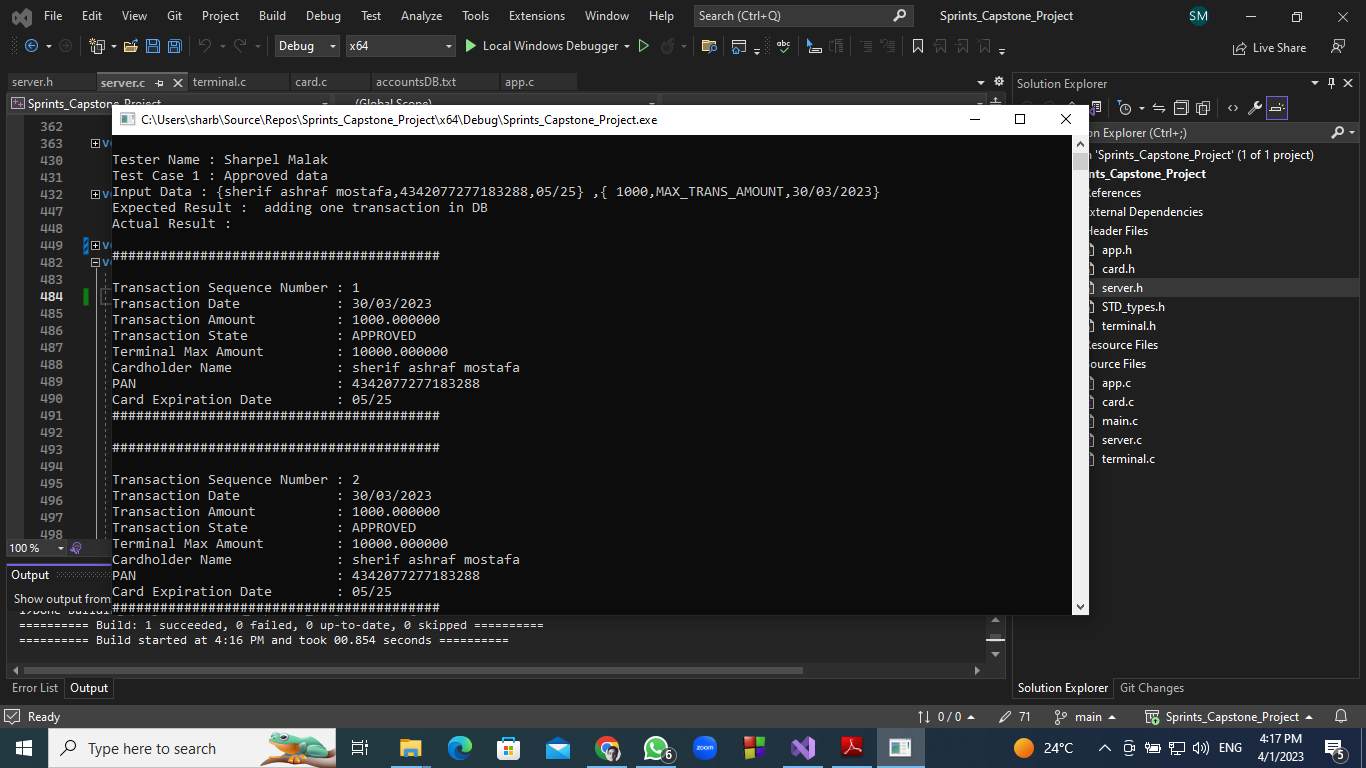 File Edit View Git Project Build Debug Test Analyze Tools Extensions Window Help Search (Ctrl+Q) Sprints_Capstone_Project SM
Debug x64 Local Windows Debugger Live Share
server.h server.c terminal.c card.c accountsDB.txt app.c
Sprints_Capstone_Project (Global Scope)
C:\Users\sharb\Source\Repos\Sprints_Capstone_Project\x64\Debug\Sprints_Capstone_Project.exe
Tester Name : Sharpel Malak
Test Case 1 : Approved data
Input Data : {sherif ashraf mostafa,4342077277183288,05/25} ,{ 1000,MAX_TRANS_AMOUNT,30/03/2023}
Expected Result :  adding one transaction in DB
Actual Result :
#########################################
Transaction Sequence Number : 1
Transaction Date : 30/03/2023
Transaction Amount : 1000.000000
Transaction State : APPROVED
Terminal Max Amount : 10000.000000
Cardholder Name : sherif ashraf mostafa
PAN : 4342077277183288
Card Expiration Date : 05/25
#########################################
#########################################
Transaction Sequence Number : 2
Transaction Date : 30/03/2023
Transaction Amount : 1000.000000
Transaction State : APPROVED
Terminal Max Amount : 10000.000000
Cardholder Name : sherif ashraf mostafa
PAN : 4342077277183288
Card Expiration Date : 05/25
#########################################
362
363
430
431
432
447
448
449
482
483
484
485
486
487
488
489
490
491
492
493
494
495
496
497
498
100 %
Solution Explorer
on Explorer (Ctrl+;)
'Sprints_Capstone_Project' (1 of 1 project)
nts_Capstone_Project
eferences
xternal Dependencies
eader Files
app.h
card.h
server.h
STD_types.h
terminal.h
esource Files
ource Files
app.c
card.c
main.c
server.c
terminal.c
Output
Show output from
========== Build: 1 succeeded, 0 failed, 0 up-to-date, 0 skipped ==========
========== Build started at 4:16 PM and took 00.854 seconds ==========
Error List Output
Solution Explorer Git Changes
Ready 0 / 0 71 main Sprints_Capstone_Project
Type here to search 6 zoom 24°C ENG 4:17 PM 5
4/1/2023